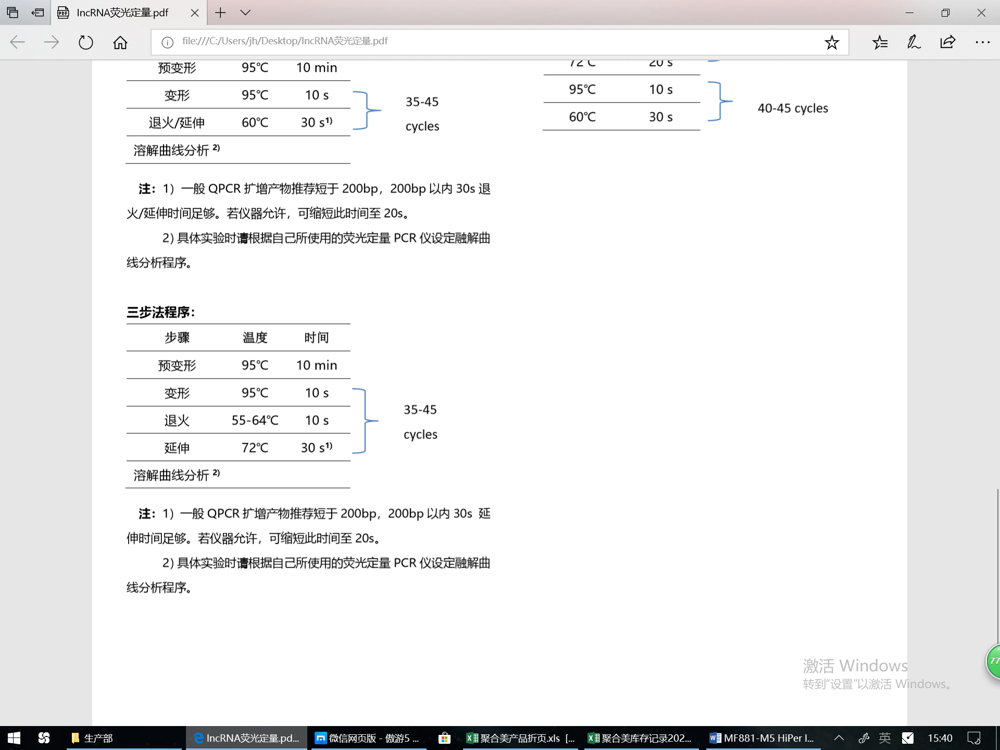 lncRNA荧光定量.pdf
file:///C:/Users/jh/Desktop/lncRNA荧光定量.pdf
预变形 95℃ 10 min
变形 95℃ 10 s
退火/延伸 60℃ 30 s1)
35-45
cycles
溶解曲线分析 2)
注：1）一般 QPCR 扩增产物推荐短于 200bp，200bp 以内 30s 退
火/延伸时间足够。若仪器允许，可缩短此时间至 20s。
2) 具体实验时请根据自己所使用的荧光定量 PCR 仪设定融解曲
线分析程序。
三步法程序：
步骤 温度 时间
预变形 95℃ 10 min
变形 95℃ 10 s
退火 55-64℃ 10 s
延伸 72℃ 30 s1)
35-45
cycles
溶解曲线分析 2)
注：1）一般 QPCR 扩增产物推荐短于 200bp，200bp 以内 30s 延
伸时间足够。若仪器允许，可缩短此时间至 20s。
2) 具体实验时请根据自己所使用的荧光定量 PCR 仪设定融解曲
线分析程序。
72℃ 20 s
95℃ 10 s
60℃ 30 s
40-45 cycles
激活 Windows
转到“设置”以激活 Windows。
77
生产部
lncRNA荧光定量.pd...
微信网页版 - 傲游5 ...
聚合美产品折页.xls [...
聚合美库存记录202...
MF881-M5 HiPer l...
英
15:40